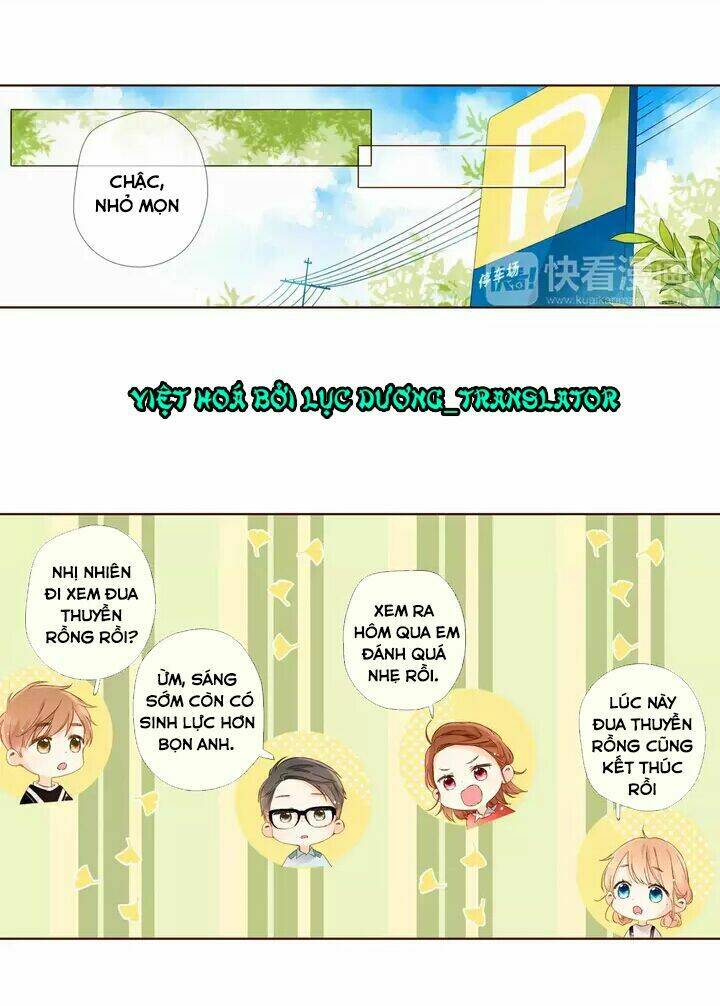 CHẬC,
NHỎ MỌN
P
停车场
快看漫画
VIỆT HOÁ BỞI LỤC DƯƠNG_TRANSLATOR
NHỊ NHIÊN
ĐI XEM ĐUA
THUYỀN
RỒNG RỒI?
ỪM, SÁNG
SỚM CÒN CÓ
SINH LỰC HƠN
BỌN ANH.
XEM RA
HÔM QUA EM
ĐÁNH QUÁ
NHẸ RỒI.
LÚC NÀY
ĐUA THUYỀN
RỒNG CŨNG
KẾT THÚC
RỒI